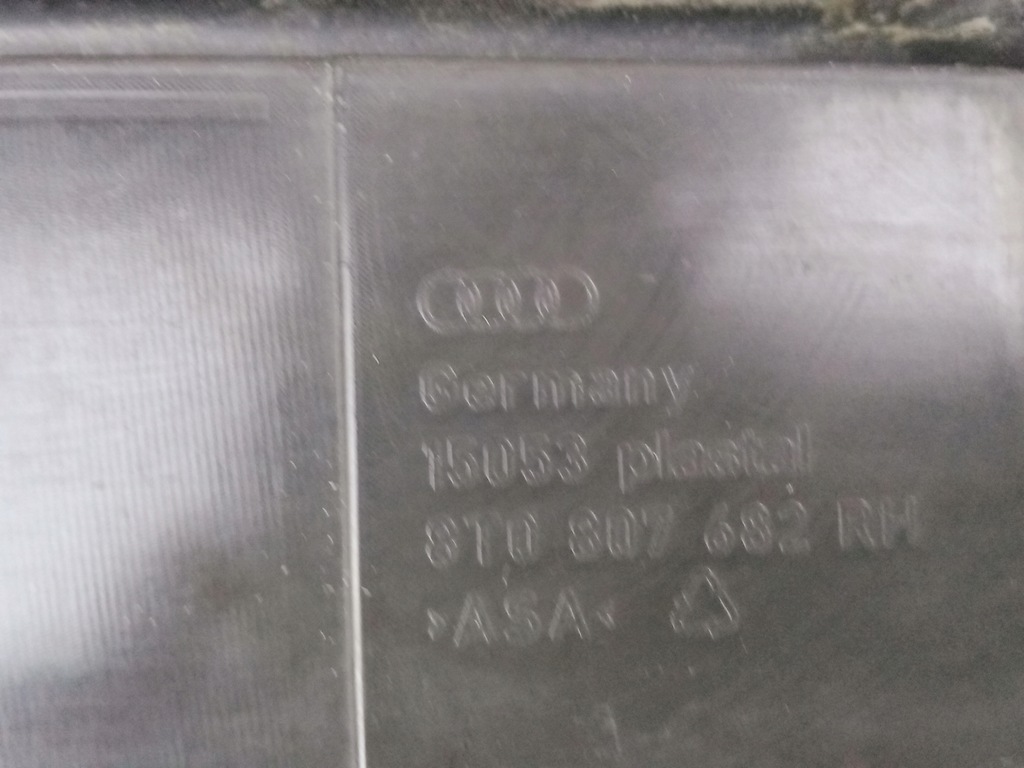 Germany
15053 plastal
8T0 807 682 RH
>ASA<